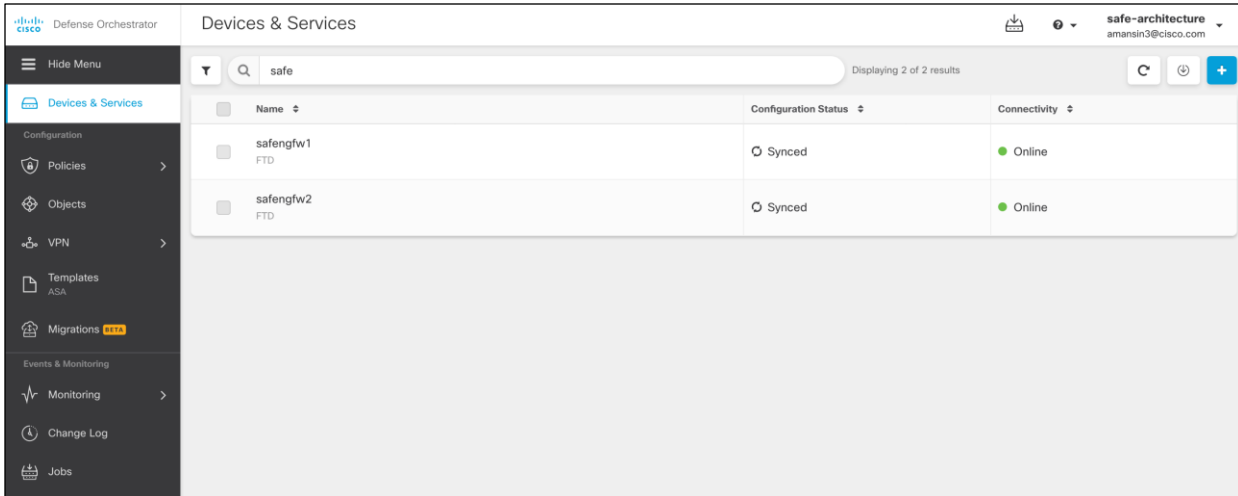 cisco Defense Orchestrator
Devices & Services
safe-architecture
amansin3@cisco.com
Hide Menu
safe
Displaying 2 of 2 results
Devices & Services
Name
Configuration Status
Connectivity
Configuration
safengfw1
FTD
Synced
Online
Policies
Objects
safengfw2
FTD
Synced
Online
VPN
Templates
ASA
Migrations BETA
Events & Monitoring
Monitoring
Change Log
Jobs